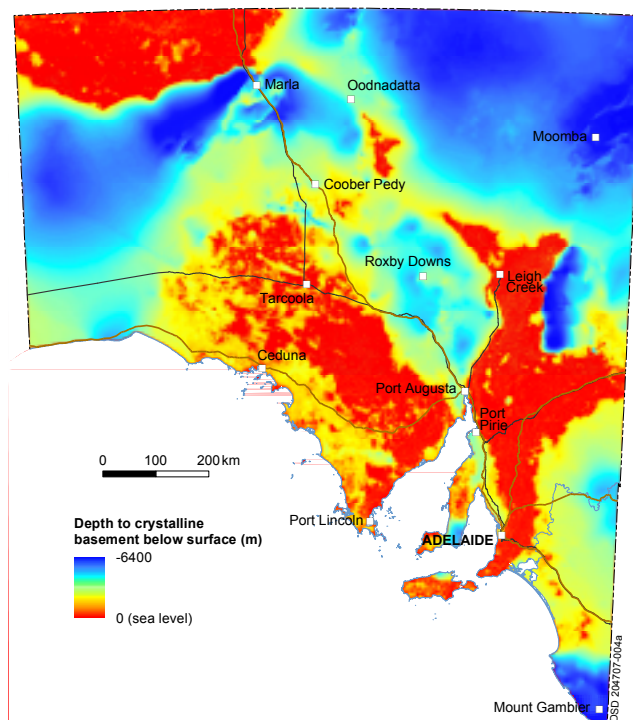 Marla
Oodnadatta
Moomba
Coober Pedy
Roxby Downs
Leigh
Creek
Tarcoola
Ceduna
Port Augusta
Port
Pirie
0 100 200 km
Port Lincoln
Depth to crystalline
basement below surface (m)
ADELAIDE
-6400
0 (sea level)
DSD 204707-004a
Mount Gambier